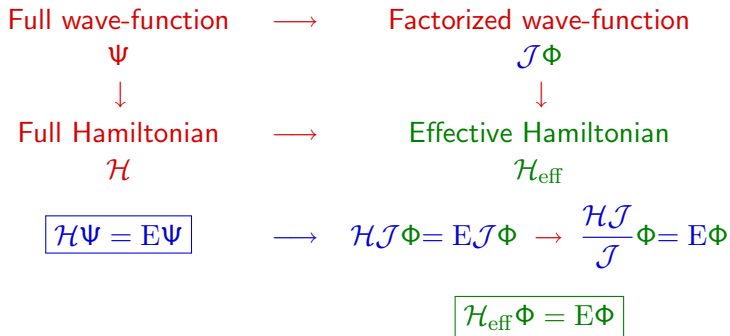 Full wave-function ⟶ Factorized wave-function
Ψ 𝒥Φ
↓ ↓
Full Hamiltonian ⟶ Effective Hamiltonian
ℋ ℋ_eff
ℋΨ = EΨ ⟶ ℋ𝒥Φ= E𝒥Φ → ℋ𝒥/𝒥 Φ= EΦ
ℋ_eff Φ = EΦ